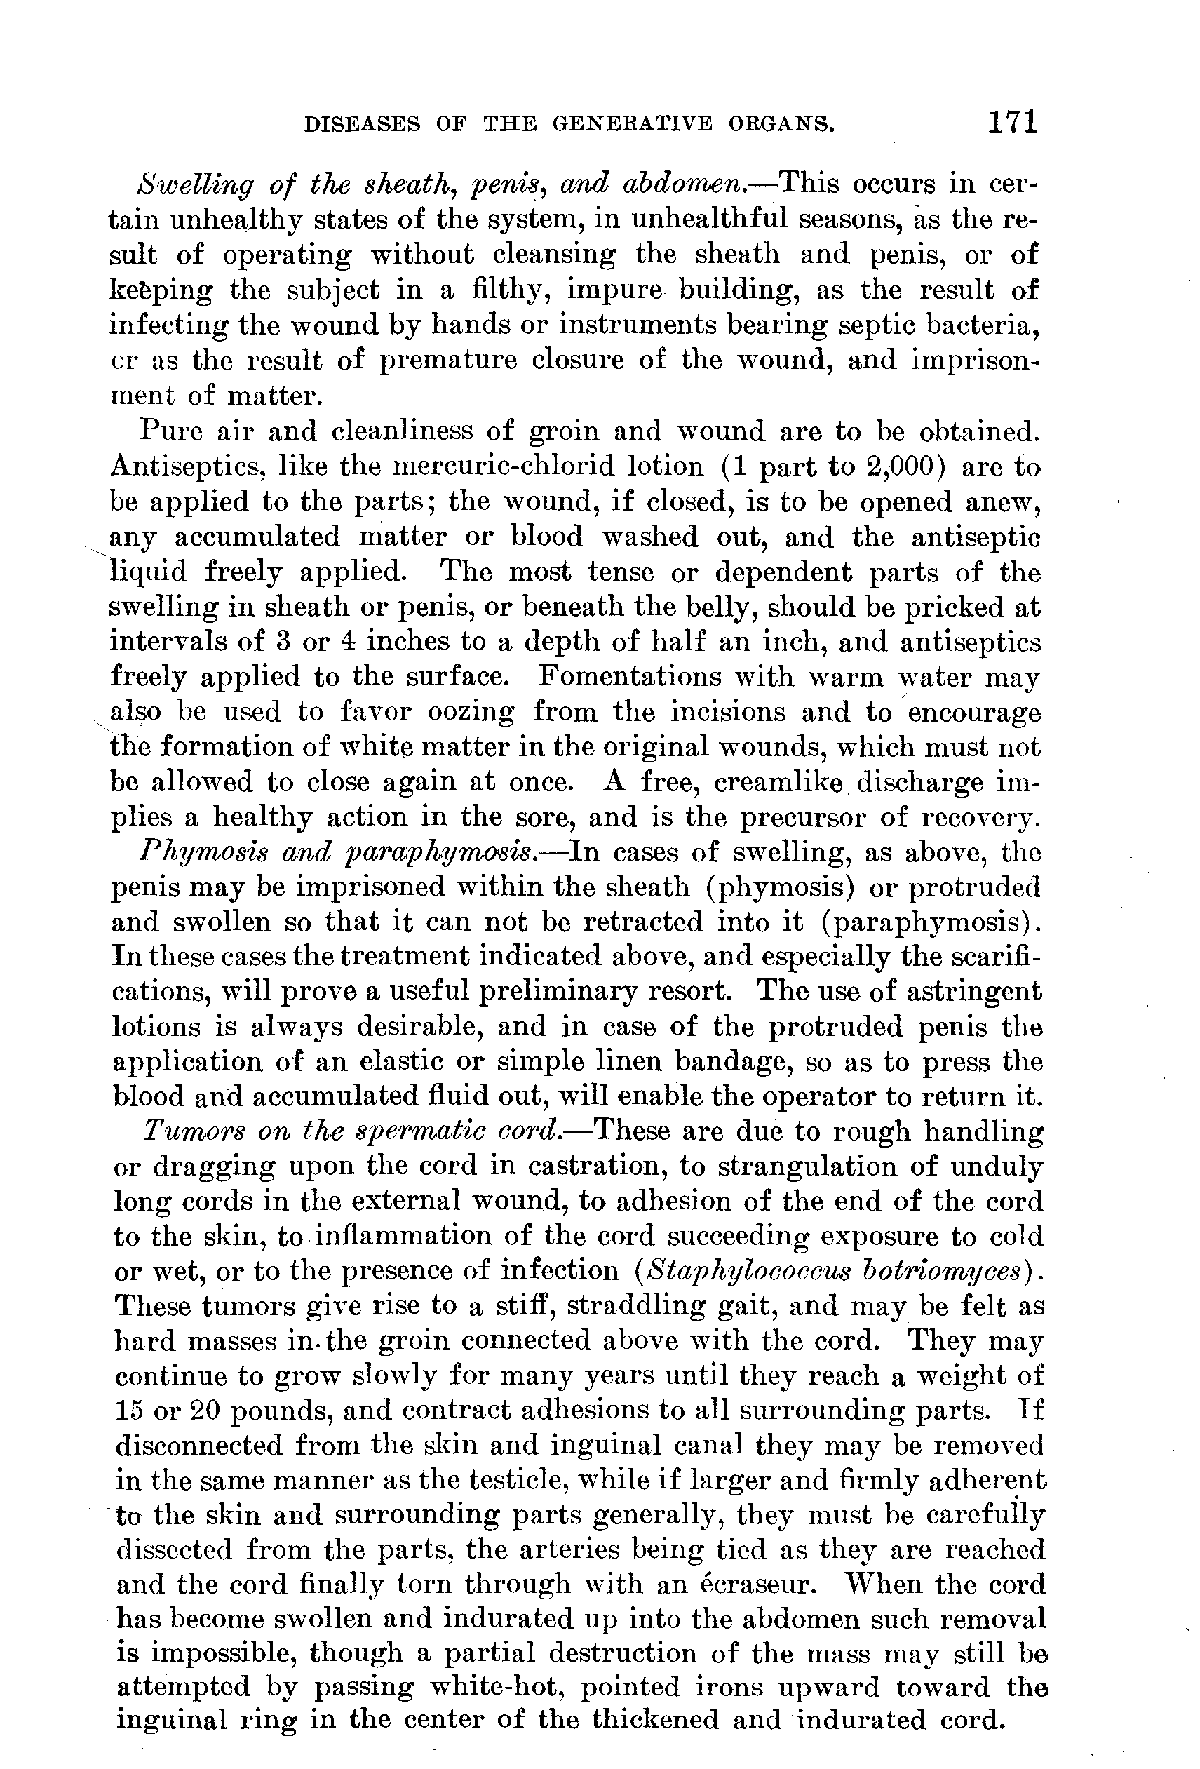 DISEASES OF THE GENERATIVE ORGANS. 171
Swelling of the sheath, penis, and abdomen.—This occurs in cer-
tain unhealthy states of the system, in unhealthful seasons, as the re-
sult of operating without cleansing the sheath and penis, or of
keeping the subject in a filthy, impure building, as the result of
infecting the wound by hands or instruments bearing septic bacteria,
or as the result of premature closure of the wound, and imprison-
ment of matter.
Pure air and cleanliness of groin and wound are to be obtained.
Antiseptics, like the mercuric-chlorid lotion (1 part to 2,000) are to
be applied to the parts; the wound, if closed, is to be opened anew,
any accumulated matter or blood washed out, and the antiseptic
liquid freely applied. The most tense or dependent parts of the
swelling in sheath or penis, or beneath the belly, should be pricked at
intervals of 3 or 4 inches to a depth of half an inch, and antiseptics
freely applied to the surface. Fomentations with warm water may
also be used to favor oozing from the incisions and to encourage
the formation of white matter in the original wounds, which must not
be allowed to close again at once. A free, creamlike discharge im-
plies a healthy action in the sore, and is the precursor of recovery.
Phymosis and paraphymosis.—In cases of swelling, as above, the
penis may be imprisoned within the sheath (phymosis) or protruded
and swollen so that it can not be retracted into it (paraphymosis).
In these cases the treatment indicated above, and especially the scarifi-
cations, will prove a useful preliminary resort. The use of astringent
lotions is always desirable, and in case of the protruded penis the
application of an elastic or simple linen bandage, so as to press the
blood and accumulated fluid out, will enable the operator to return it.
Tumors on the spermatic cord.—These are due to rough handling
or dragging upon the cord in castration, to strangulation of unduly
long cords in the external wound, to adhesion of the end of the cord
to the skin, to inflammation of the cord succeeding exposure to cold
or wet, or to the presence of infection (Staphylococcus botriomyces).
These tumors give rise to a stiff, straddling gait, and may be felt as
hard masses in the groin connected above with the cord. They may
continue to grow slowly for many years until they reach a weight of
15 or 20 pounds, and contract adhesions to all surrounding parts. If
disconnected from the skin and inguinal canal they may be removed
in the same manner as the testicle, while if larger and firmly adherent
to the skin and surrounding parts generally, they must be carefully
dissected from the parts, the arteries being tied as they are reached
and the cord finally torn through with an écraseur. When the cord
has become swollen and indurated up into the abdomen such removal
is impossible, though a partial destruction of the mass may still be
attempted by passing white-hot, pointed irons upward toward the
inguinal ring in the center of the thickened and indurated cord.